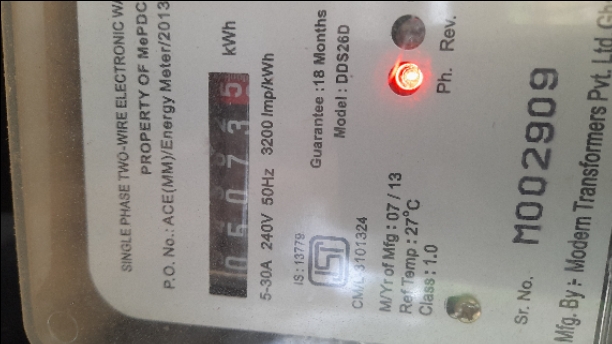 SINGLE PHASE TWO-WIRE ELECTRONIC
PROPERTY OF MePDC
P.O. No.: ACE(MM)/Energy Meter/2013
050735 kWh
5-30A 240V 50Hz 3200 Imp/kWh
Guarantee :18 Months
Model : DDS26D
Ph. Rev.
IS : 13779
CM/L-3101324
M/Yr of Mfg : 07 / 13
Ref Temp : 27°C
Class : 1.0
Sr. No. M002909
Mfg. By :- Modern Transformers Pvt. Ltd